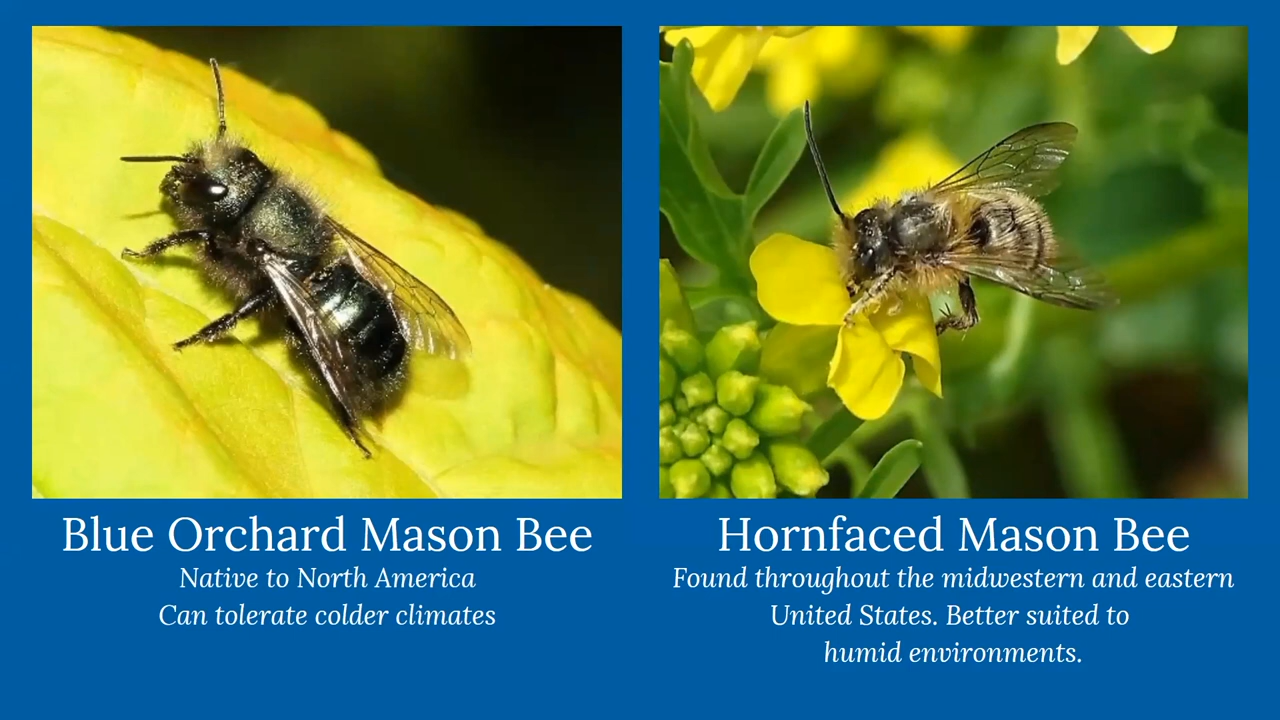 Blue Orchard Mason Bee
Native to North America
Can tolerate colder climates
Hornfaced Mason Bee
Found throughout the midwestern and eastern
United States. Better suited to
humid environments.